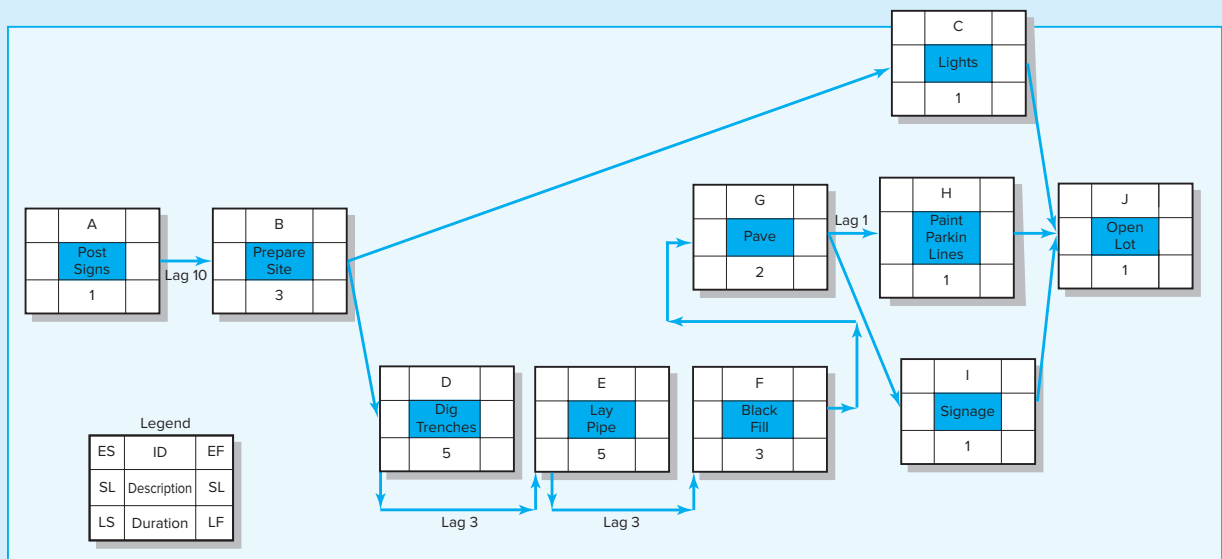 C
Lights
1
A
Post
Signs
1
Lag 10
B
Prepare
Site
3
G
Pave
2
Lag 1
H
Paint
Parkin
Lines
1
J
Open
Lot
1
D
Dig
Trenches
5
Lag 3
E
Lay
Pipe
5
Lag 3
F
Black
Fill
3
I
Signage
1
Legend
ES ID EF
SL Description SL
LS Duration LF